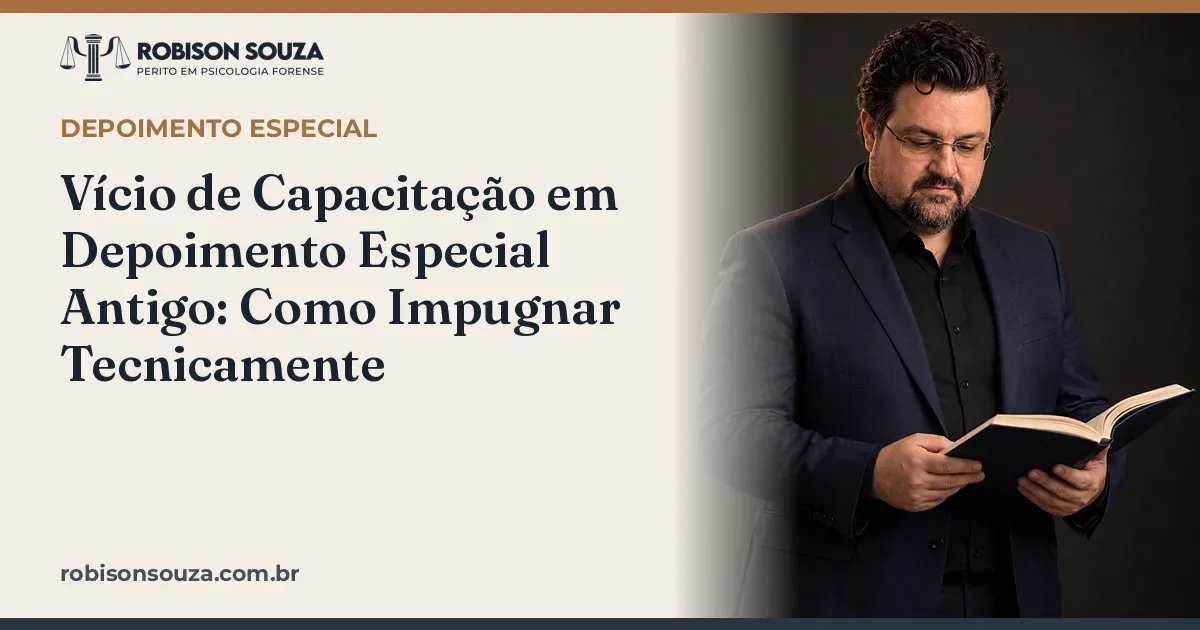 ROBISON SOUZA
PERITO EM PSICOLOGIA FORENSE
DEPOIMENTO ESPECIAL
Vício de Capacitação em
Depoimento Especial
Antigo: Como Impugnar
Tecnicamente
robisonsouza.com.br